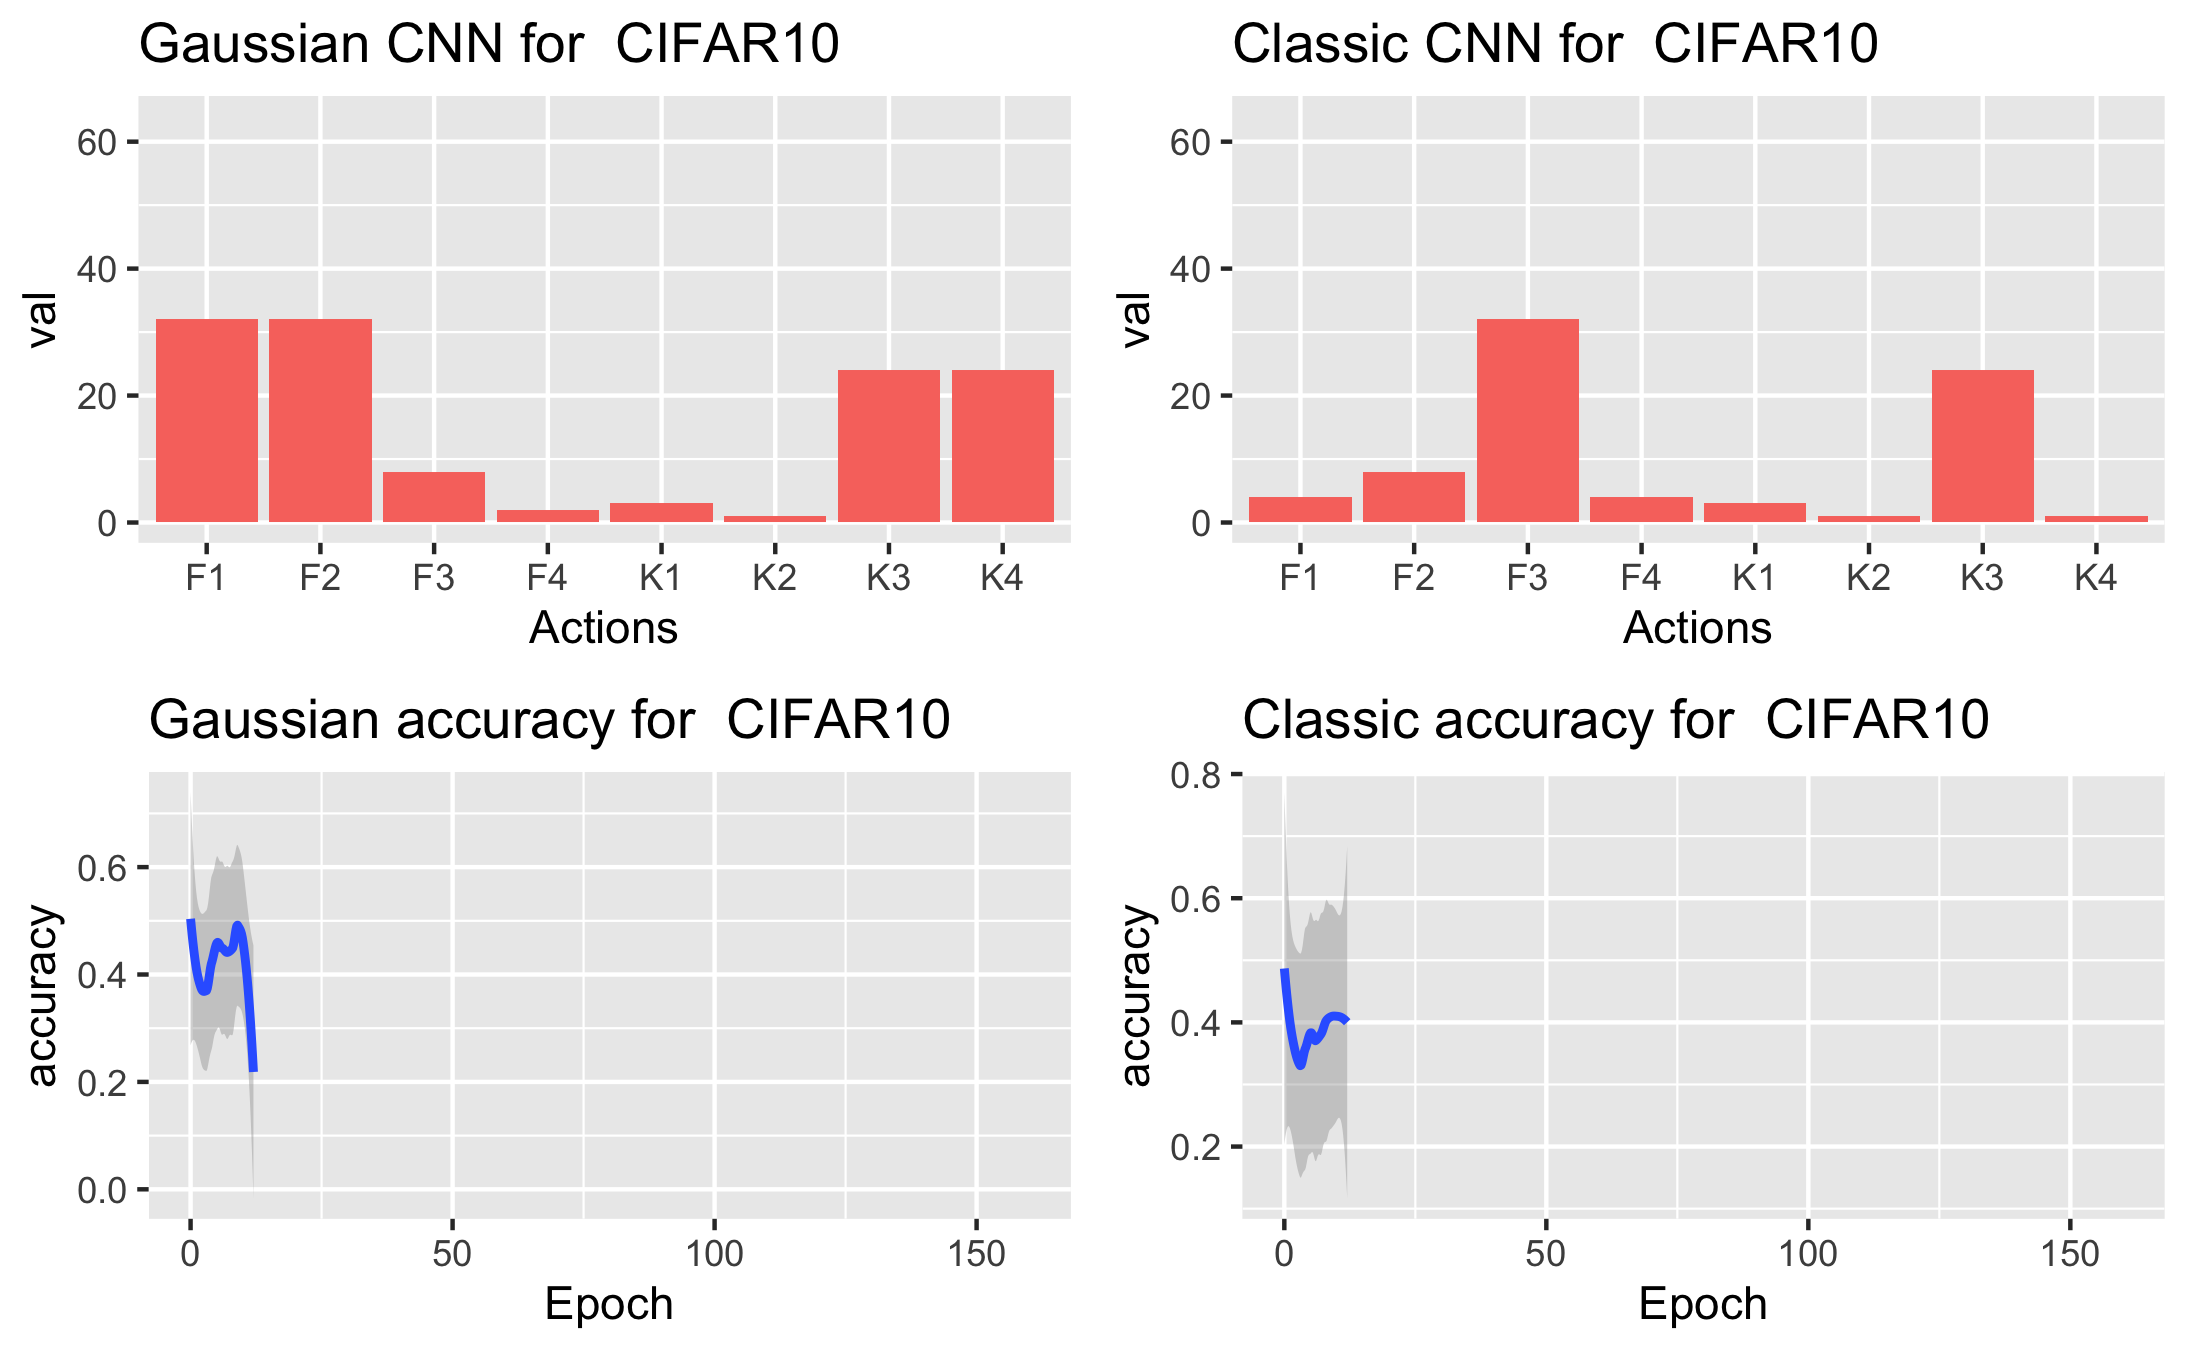 Gaussian CNN for  CIFAR10
60
40
20
0
val
F1 F2 F3 F4 K1 K2 K3 K4
Actions
Classic CNN for  CIFAR10
60
40
20
0
val
F1 F2 F3 F4 K1 K2 K3 K4
Actions
Gaussian accuracy for  CIFAR10
0.6
0.4
0.2
0.0
accuracy
0 50 100 150
Epoch
Classic accuracy for  CIFAR10
0.8
0.6
0.4
0.2
accuracy
0 50 100 150
Epoch